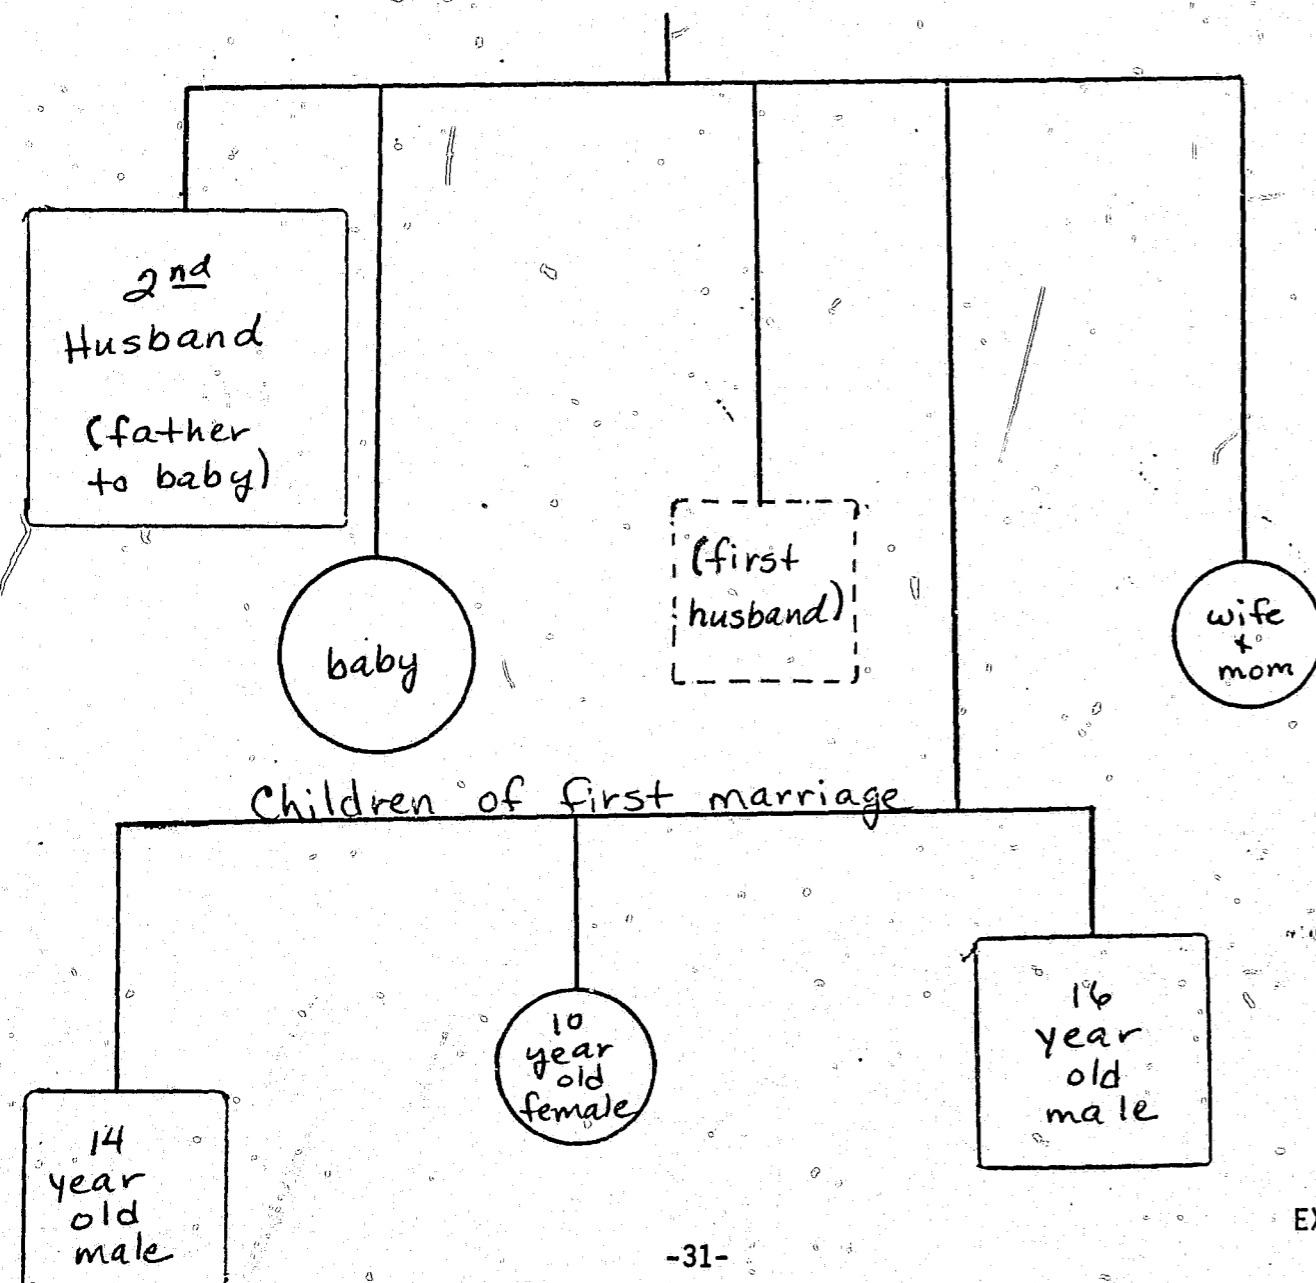 2nd
Husband
(father
to baby)
baby
(first
husband)
wife
&
mom
Children of first marriage
14
year
old
male
10
year
old
female
16
year
old
male
-31-